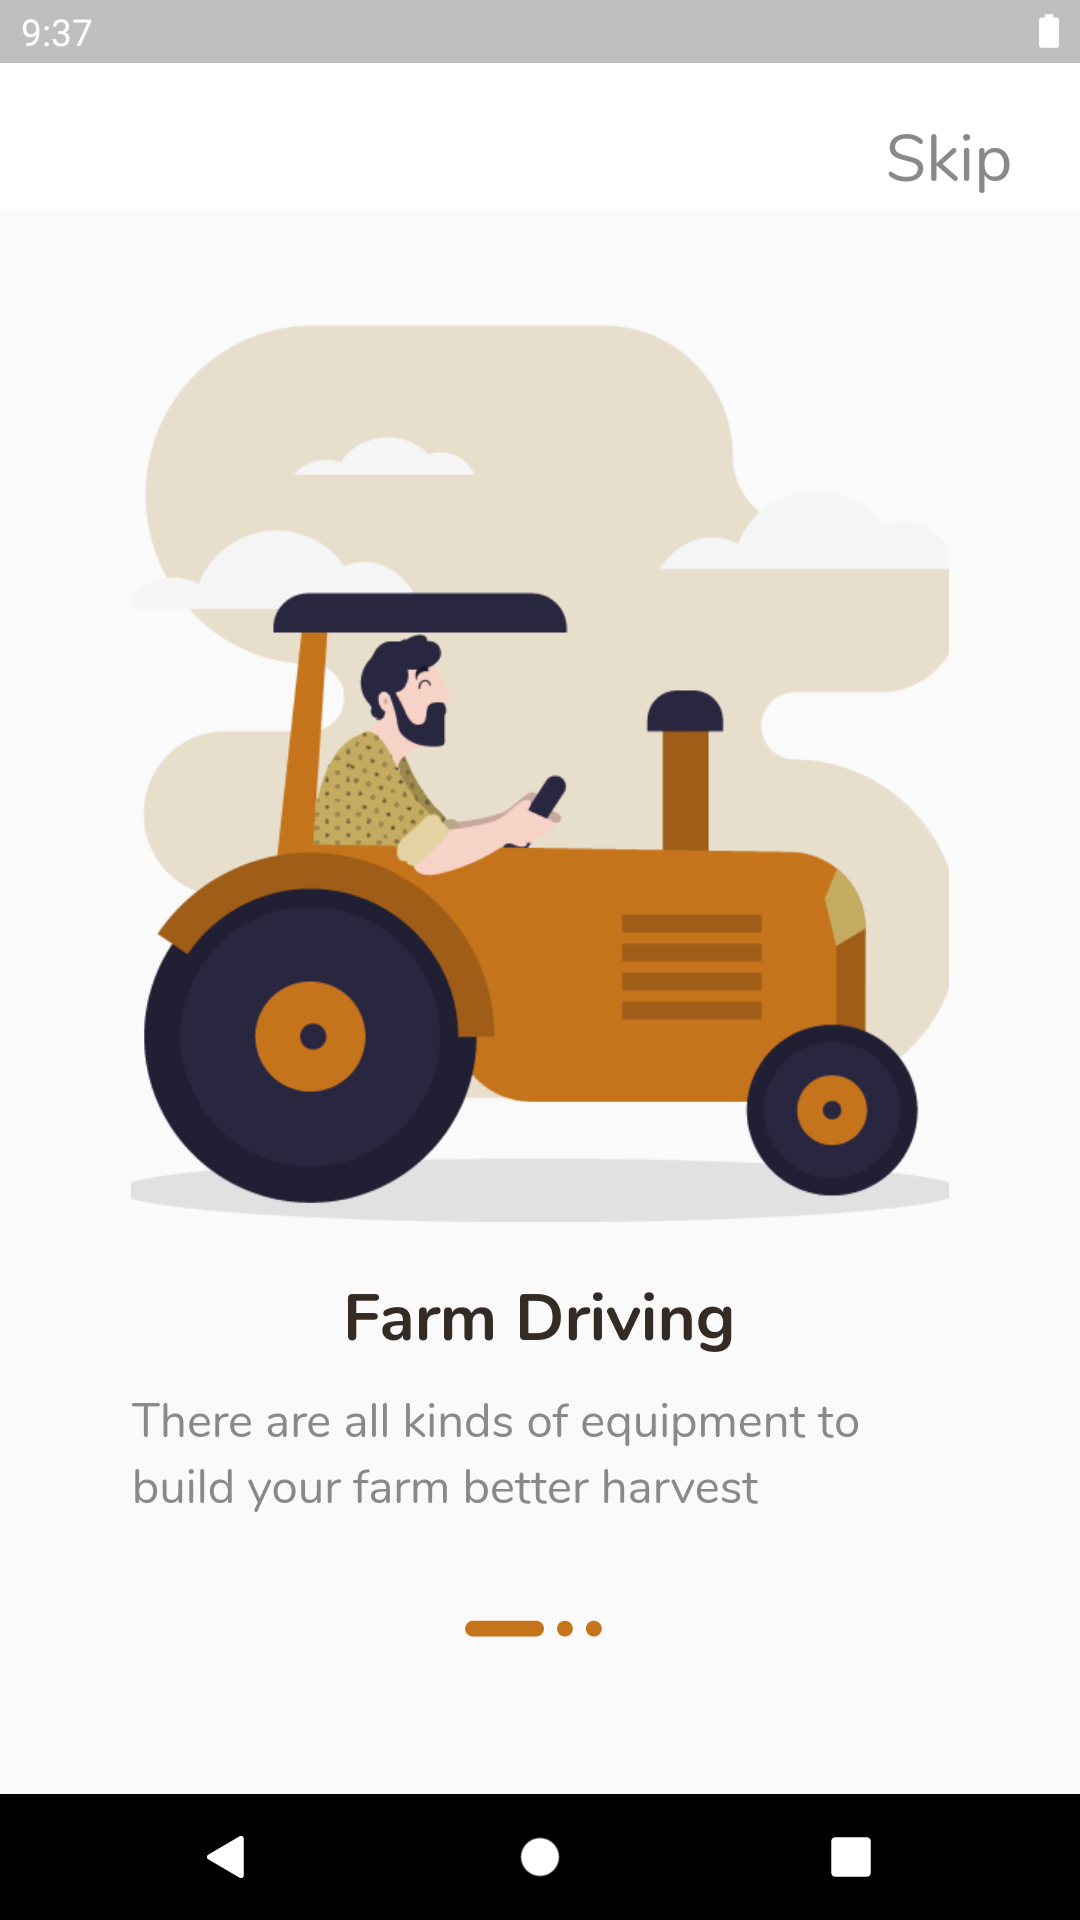 9:37
Skip
Farm Driving
There are all kinds of equipment to
build your farm better harvest